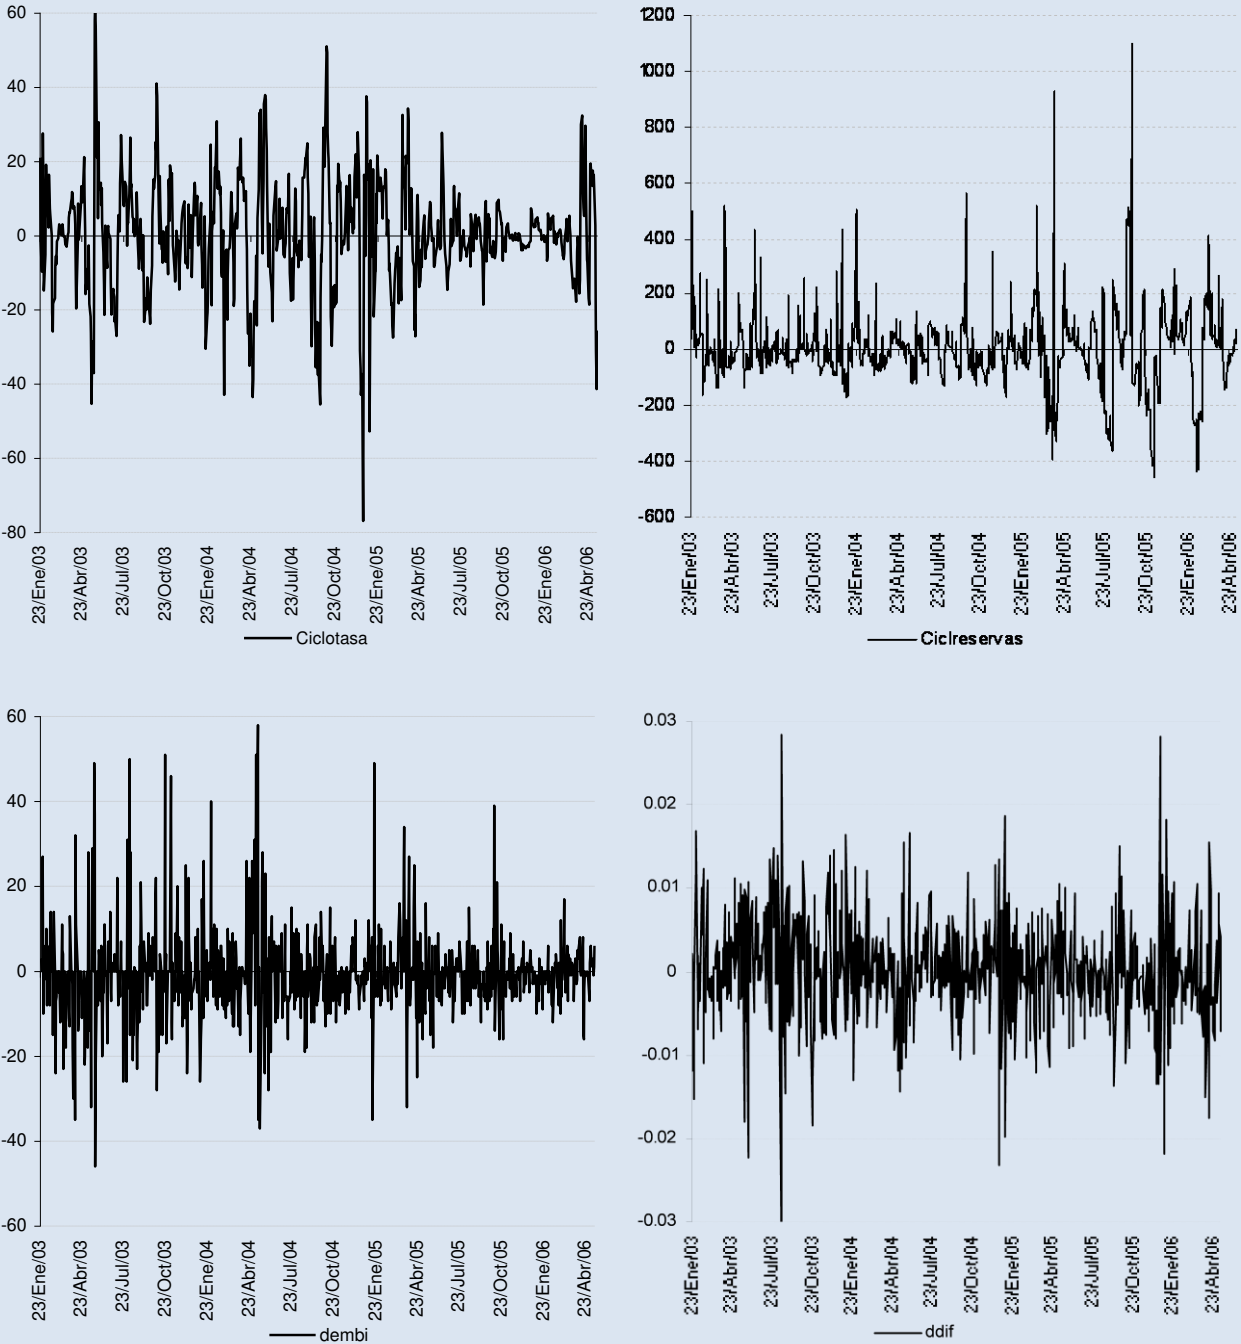 60
40
20
0
-20
-40
-60
-80
23/Ene/03
23/Abr/03
23/Jul/03
23/Oct/03
23/Ene/04
23/Abr/04
23/Jul/04
23/Oct/04
23/Ene/05
23/Abr/05
23/Jul/05
23/Oct/05
23/Ene/06
23/Abr/06
Ciclotasa
1200
1000
800
600
400
200
0
-200
-400
-600
23/Ene/03
23/Abr/03
23/Jul/03
23/Oct/03
23/Ene/04
23/Abr/04
23/Jul/04
23/Oct/04
23/Ene/05
23/Abr/05
23/Jul/05
23/Oct/05
23/Ene/06
23/Abr/06
Ciclreservas
60
40
20
0
-20
-40
-60
23/Ene/03
23/Abr/03
23/Jul/03
23/Oct/03
23/Ene/04
23/Abr/04
23/Jul/04
23/Oct/04
23/Ene/05
23/Abr/05
23/Jul/05
23/Oct/05
23/Ene/06
23/Abr/06
dembi
0.03
0.02
0.01
0
-0.01
-0.02
-0.03
23/Ene/03
23/Abr/03
23/Jul/03
23/Oct/03
23/Ene/04
23/Abr/04
23/Jul/04
23/Oct/04
23/Ene/05
23/Abr/05
23/Jul/05
23/Oct/05
23/Ene/06
23/Abr/06
ddif